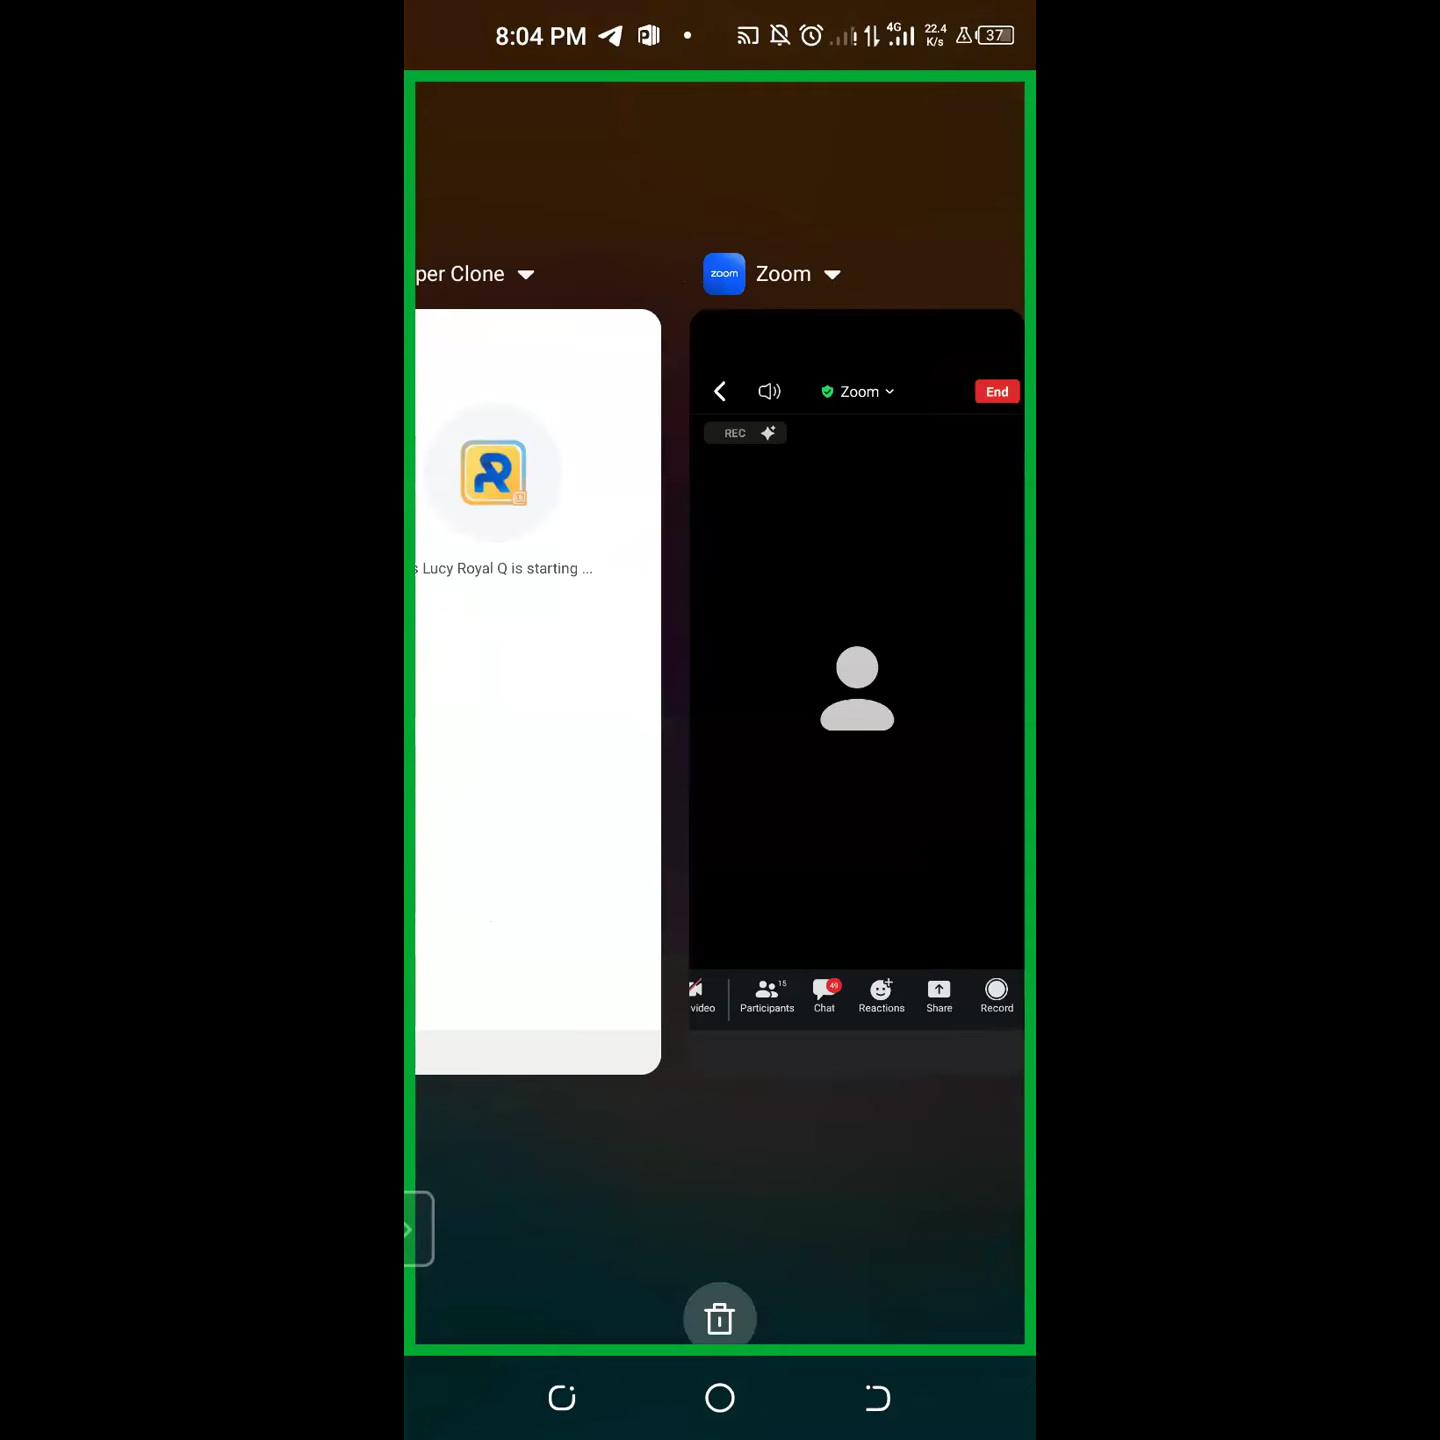 8:04 PM
4G
22.4
K/s
37
per Clone
zoom
Zoom
Zoom
End
REC
Lucy Royal Q is starting ...
video
Participants
15
Chat
49
Reactions
Share
Record